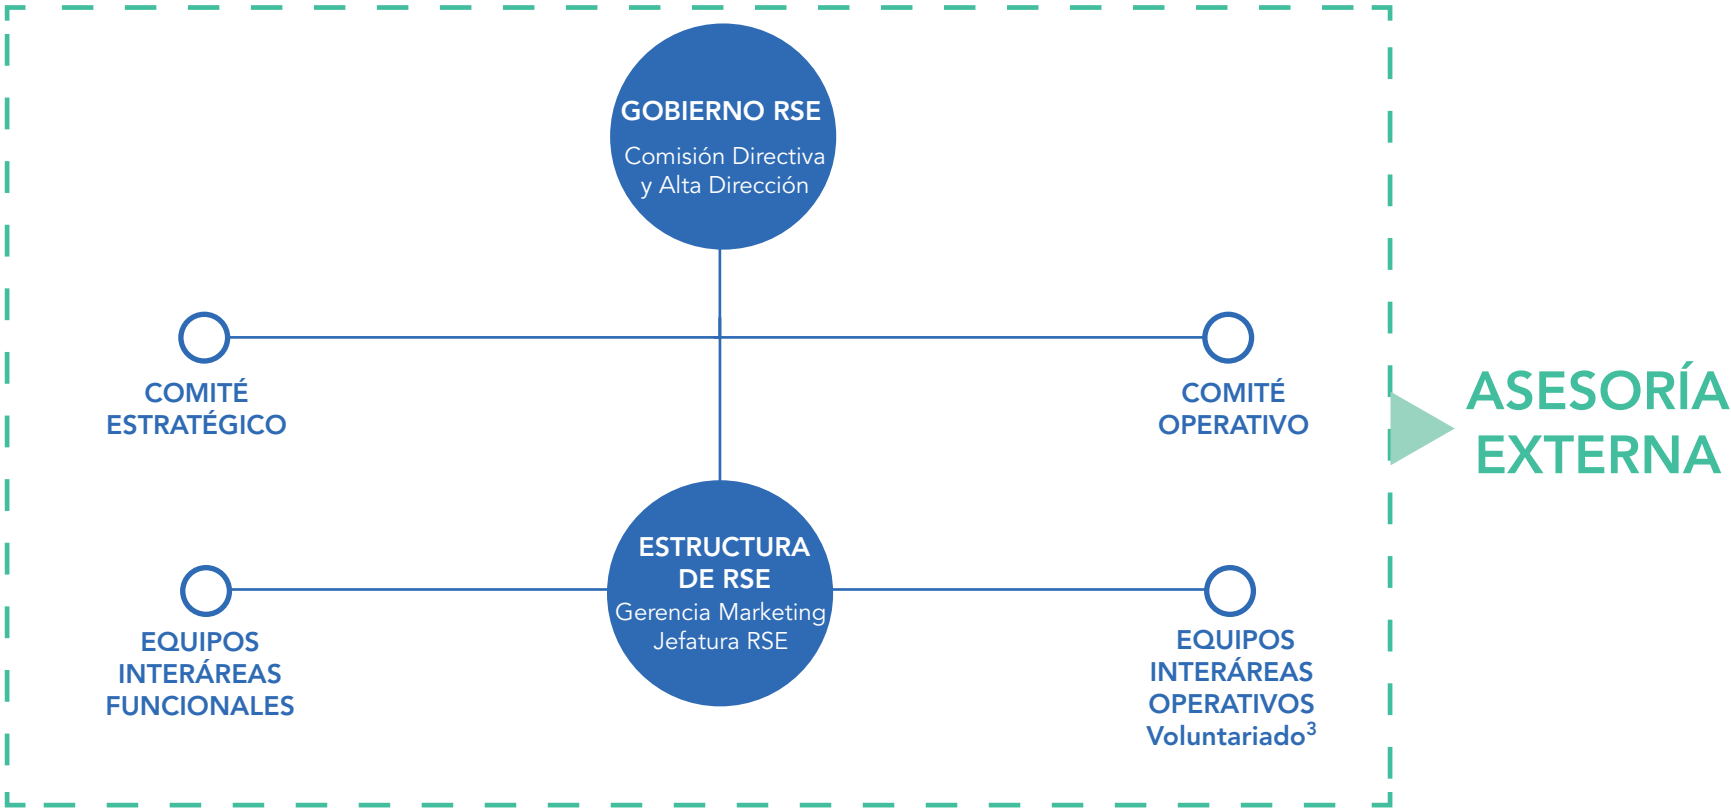 GOBIERNO RSE
Comisión Directiva
y Alta Dirección
COMITÉ
ESTRATÉGICO
COMITÉ
OPERATIVO
ASESORÍA
EXTERNA
ESTRUCTURA
DE RSE
Gerencia Marketing
Jefatura RSE
EQUIPOS
INTERÁREAS
FUNCIONALES
EQUIPOS
INTERÁREAS
OPERATIVOS
Voluntariado³